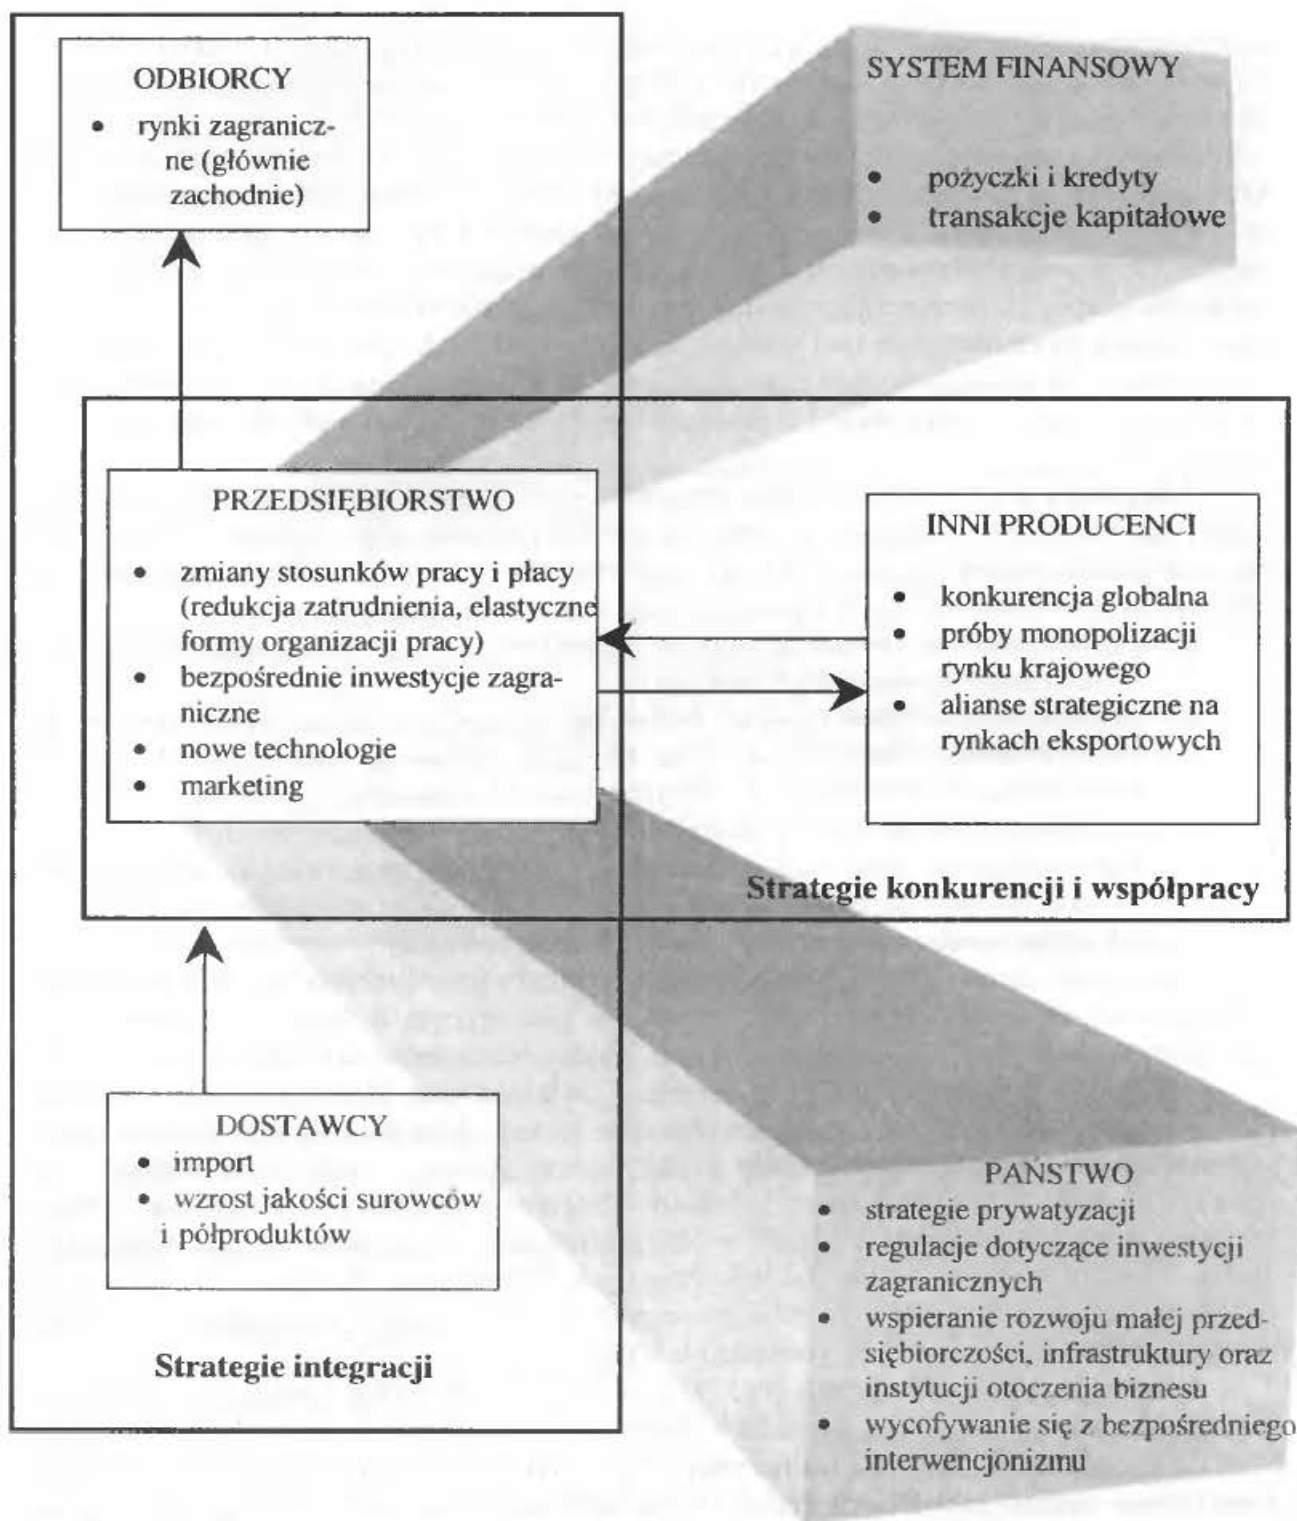 ODBIORCY
• rynki zagranicz-
ne (głównie
zachodnie)
SYSTEM FINANSOWY
• pożyczki i kredyty
• transakcje kapitałowe
PRZEDSIĘBIORSTWO
• zmiany stosunków pracy i płacy
(redukcja zatrudnienia, elastyczne
formy organizacji pracy)
• bezpośrednie inwestycje zagra-
niczne
• nowe technologie
• marketing
INNI PRODUCENCI
• konkurencja globalna
• próby monopolizacji
rynku krajowego
• alianse strategiczne na
rynkach eksportowych
Strategie konkurencji i współpracy
DOSTAWCY
• import
• wzrost jakości surowców
i półproduktów
Strategie integracji
PAŃSTWO
• strategie prywatyzacji
• regulacje dotyczące inwestycji
zagranicznych
• wspieranie rozwoju małej przed-
siębiorczości, infrastruktury oraz
instytucji otoczenia biznesu
• wycofywanie się z bezpośredniego
interwencjonizmu